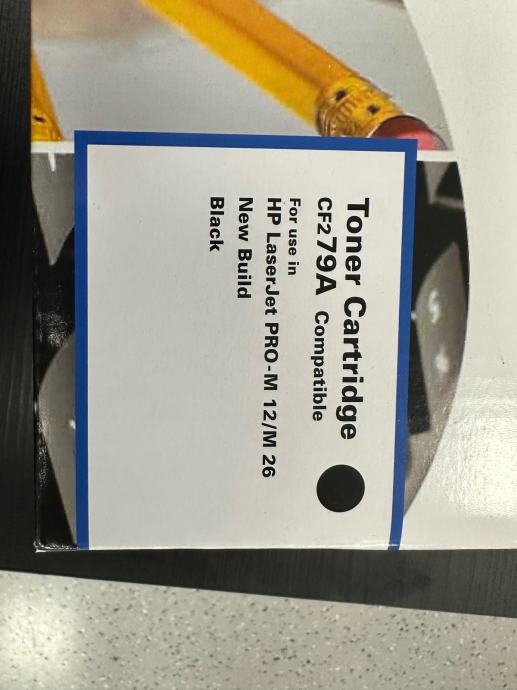 Toner Cartridge
CF279A Compatible
For use in
HP LaserJet PRO-M 12/M 26
New Build
Black